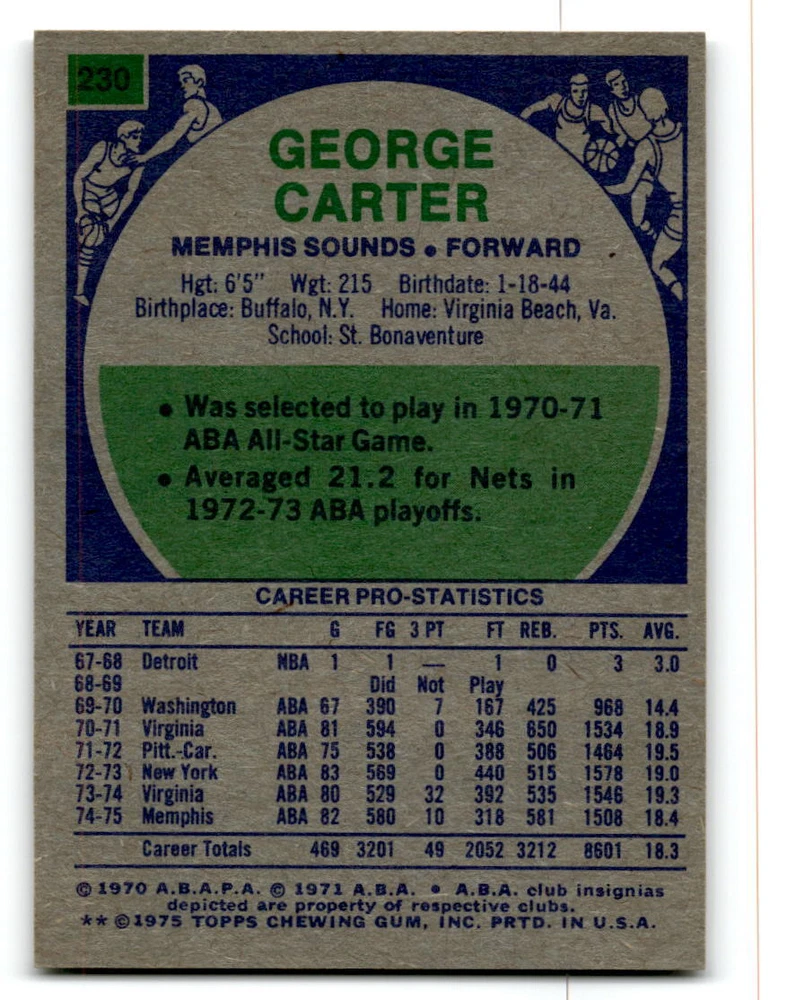 230
GEORGE
CARTER
MEMPHIS SOUNDS • FORWARD
Hgt: 6'5" Wgt: 215 Birthdate: 1-18-44
Birthplace: Buffalo, N.Y. Home: Virginia Beach, Va.
School: St. Bonaventure
• Was selected to play in 1970-71
ABA All-Star Game.
• Averaged 21.2 for Nets in
1972-73 ABA playoffs.
CAREER PRO-STATISTICS
YEAR TEAM G FG 3 PT FT REB. PTS. AVG.
67-68 Detroit NBA 1 1 — 1 0 3 3.0
68-69 Did Not Play
69-70 Washington ABA 67 390 7 167 425 968 14.4
70-71 Virginia ABA 81 594 0 346 650 1534 18.9
71-72 Pitt.-Car. ABA 75 538 0 388 506 1464 19.5
72-73 New York ABA 83 569 0 440 515 1578 19.0
73-74 Virginia ABA 80 529 32 392 535 1546 19.3
74-75 Memphis ABA 82 580 10 318 581 1508 18.4
Career Totals 469 3201 49 2052 3212 8601 18.3
© 1970 A.B.A.P.A. © 1971 A.B.A. • A.B.A. club insignias
depicted are property of respective clubs.
** ©1975 TOPPS CHEWING GUM, INC. PRTD. IN U.S.A.